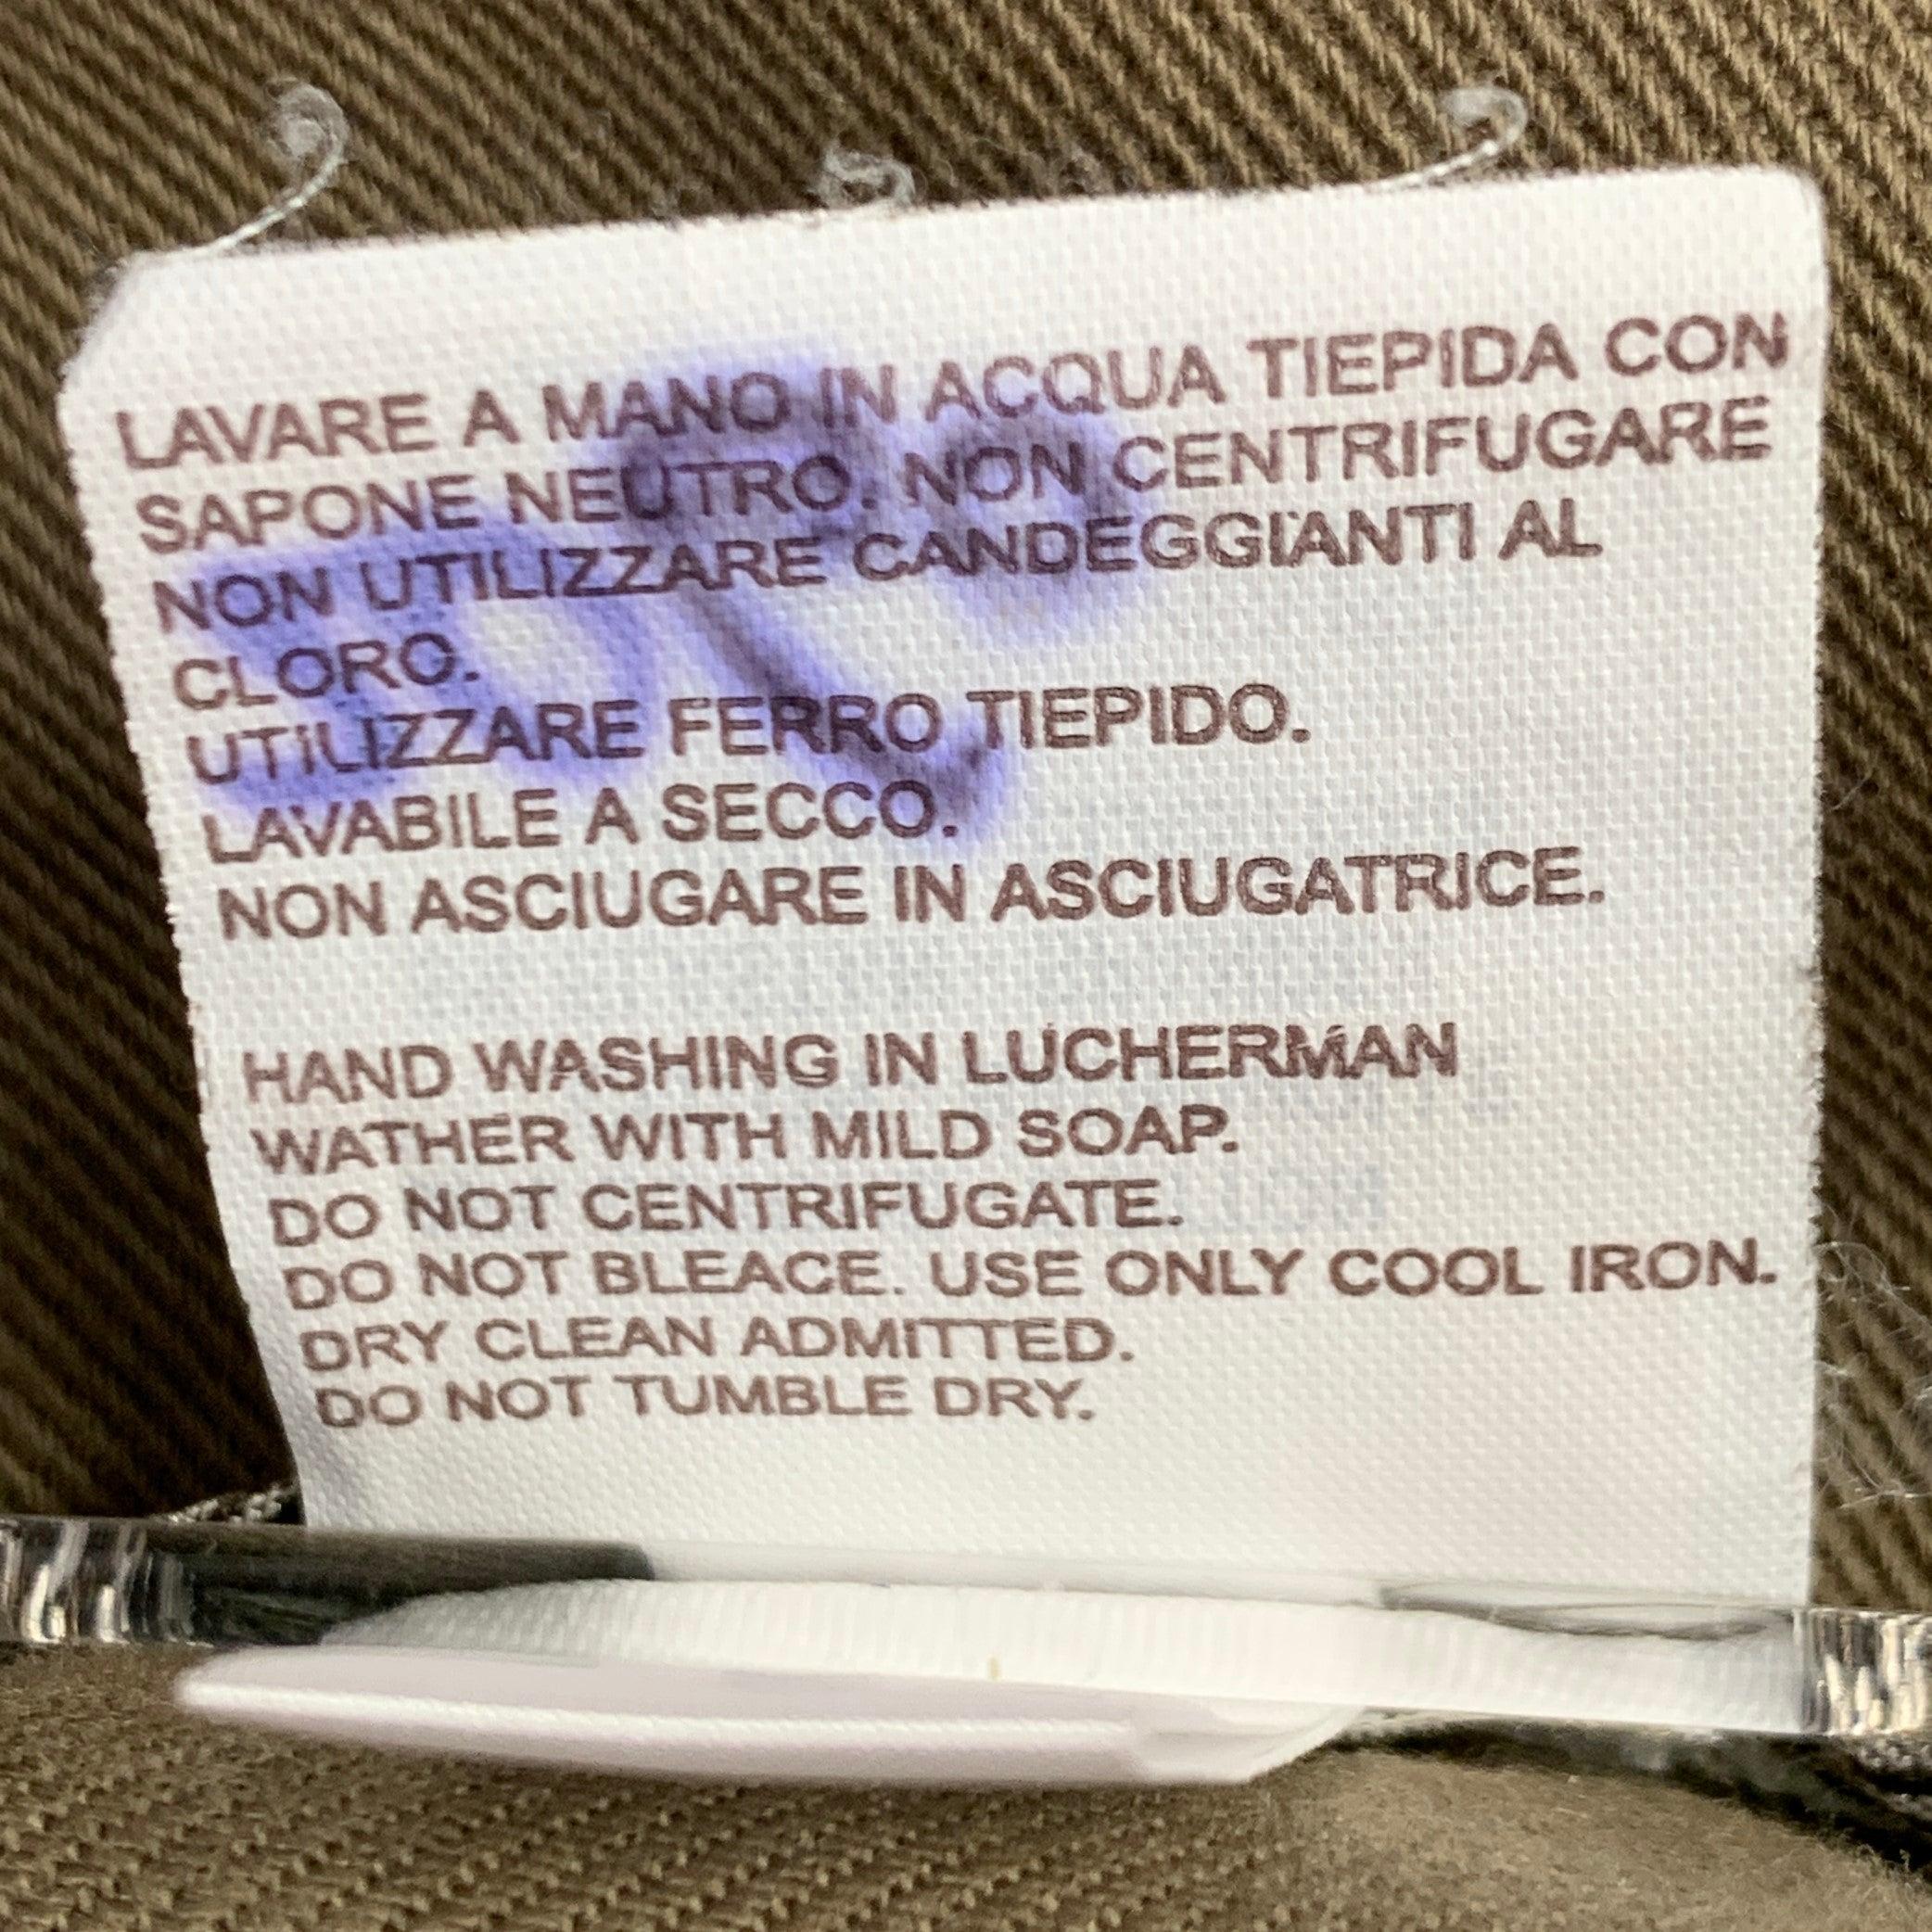 LAVARE A MANO IN ACQUA TIEPIDA CON
SAPONE NEUTRO. NON CENTRIFUGARE
NON UTILIZZARE CANDEGGIANTI AL
CLORO.
UTILIZZARE FERRO TIEPIDO.
LAVABILE A SECCO.
NON ASCIUGARE IN ASCIUGATRICE.
HAND WASHING IN LUCHERMAN
WATHER WITH MILD SOAP.
DO NOT CENTRIFUGATE.
DO NOT BLEACE. USE ONLY COOL IRON.
DRY CLEAN ADMITTED.
DO NOT TUMBLE DRY.